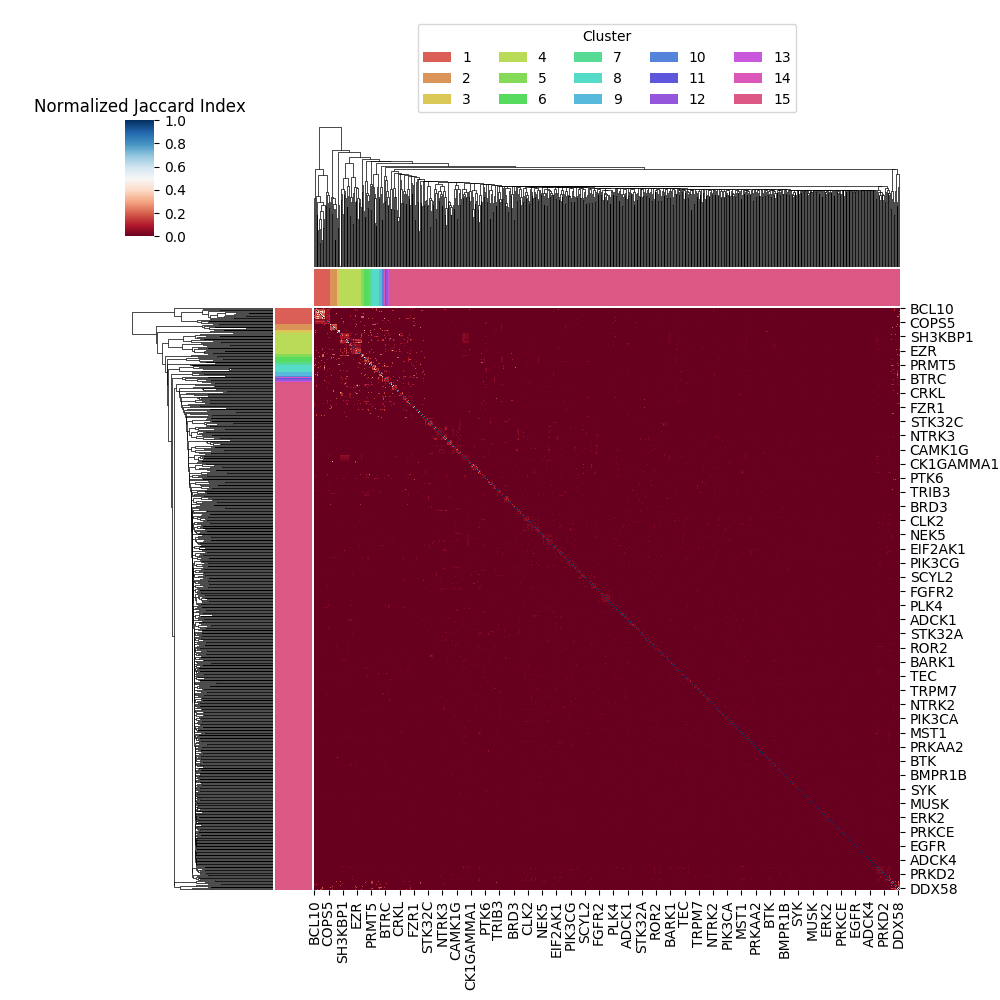 Cluster
1 4 7 10 13
2 5 8 11 14
3 6 9 12 15
Normalized Jaccard Index
1.0
0.8
0.6
0.4
0.2
0.0
BCL10
COPS5
SH3KBP1
EZR
PRMT5
BTRC
CRKL
FZR1
STK32C
NTRK3
CAMK1G
CK1GAMMA1
PTK6
TRIB3
BRD3
CLK2
NEK5
EIF2AK1
PIK3CG
SCYL2
FGFR2
PLK4
ADCK1
STK32A
ROR2
BARK1
TEC
TRPM7
NTRK2
PIK3CA
MST1
PRKAA2
BTK
BMPR1B
SYK
MUSK
ERK2
PRKCE
EGFR
ADCK4
PRKD2
DDX58
BCL10
COPS5
SH3KBP1
EZR
PRMT5
BTRC
CRKL
FZR1
STK32C
NTRK3
CAMK1G
CK1GAMMA1
PTK6
TRIB3
BRD3
CLK2
NEK5
EIF2AK1
PIK3CG
SCYL2
FGFR2
PLK4
ADCK1
STK32A
ROR2
BARK1
TEC
TRPM7
NTRK2
PIK3CA
MST1
PRKAA2
BTK
BMPR1B
SYK
MUSK
ERK2
PRKCE
EGFR
ADCK4
PRKD2
DDX58